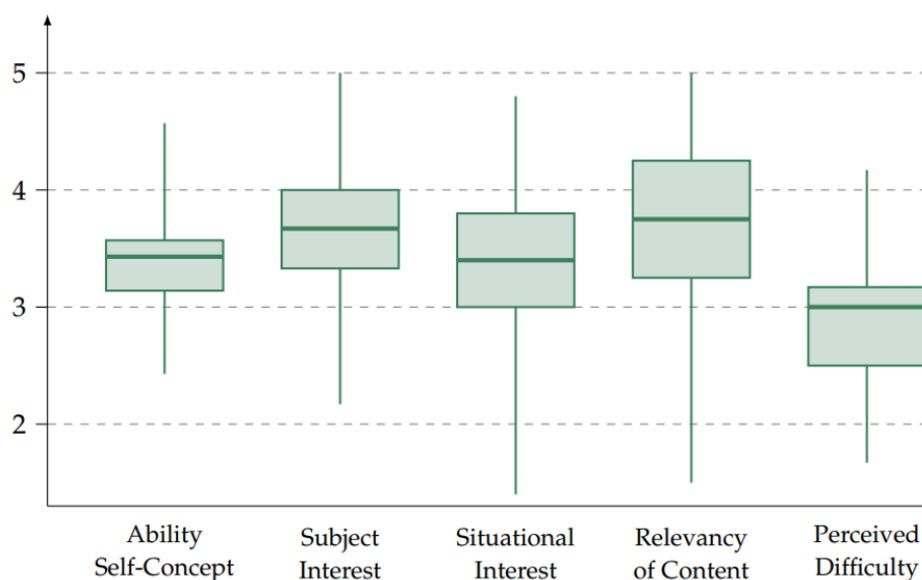 5
4
3
2
Ability
Self-Concept
Subject
Interest
Situational
Interest
Relevancy
of Content
Perceived
Difficulty